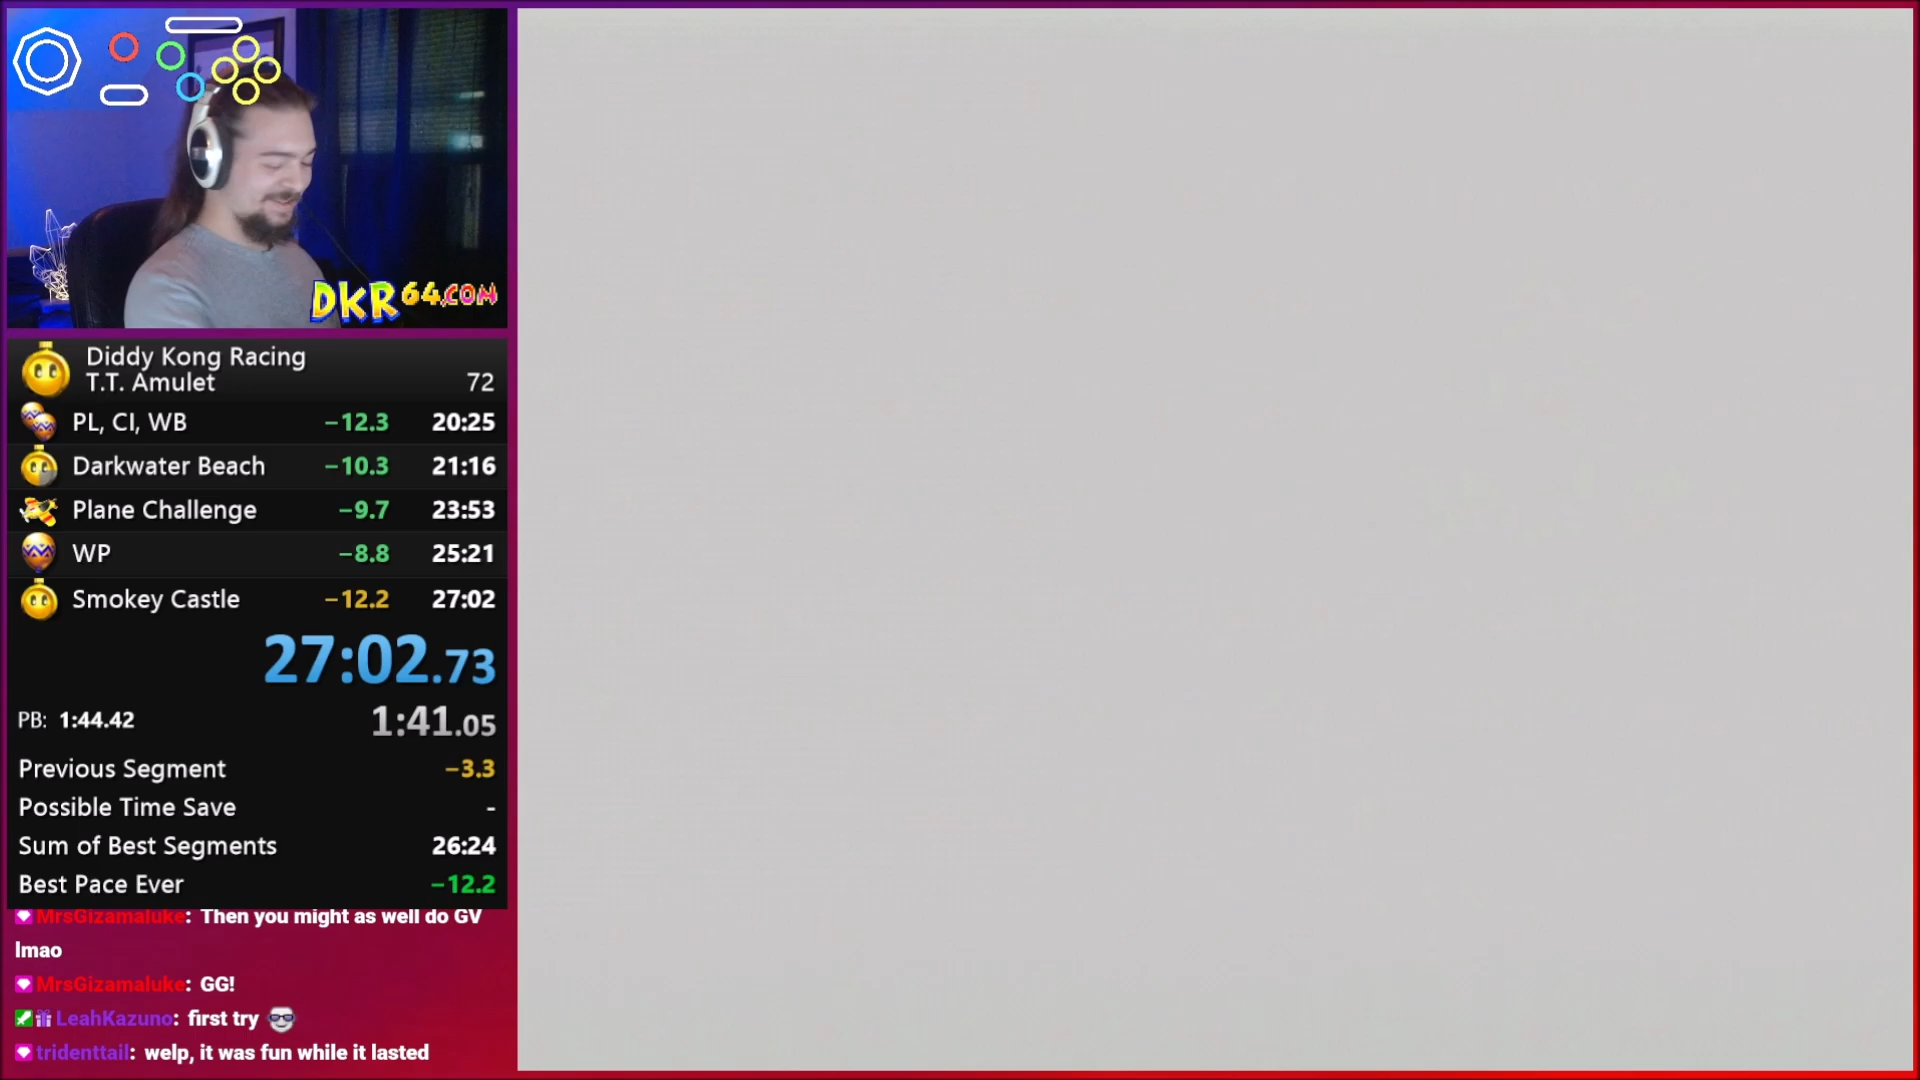 DKR64.COM
Diddy Kong Racing
T.T. Amulet 72
PL, CI, WB -12.3 20:25
Darkwater Beach -10.3 21:16
Plane Challenge -9.7 23:53
WP -8.8 25:21
Smokey Castle -12.2 27:02
27:02.73
PB: 1:44.42 1:41.05
Previous Segment -3.3
Possible Time Save -
Sum of Best Segments 26:24
Best Pace Ever -12.2
MrsGizamaluke: Then you might as well do GV
lmao
MrsGizamaluke: GG!
LeahKazuno: first try
tridenttail: welp, it was fun while it lasted